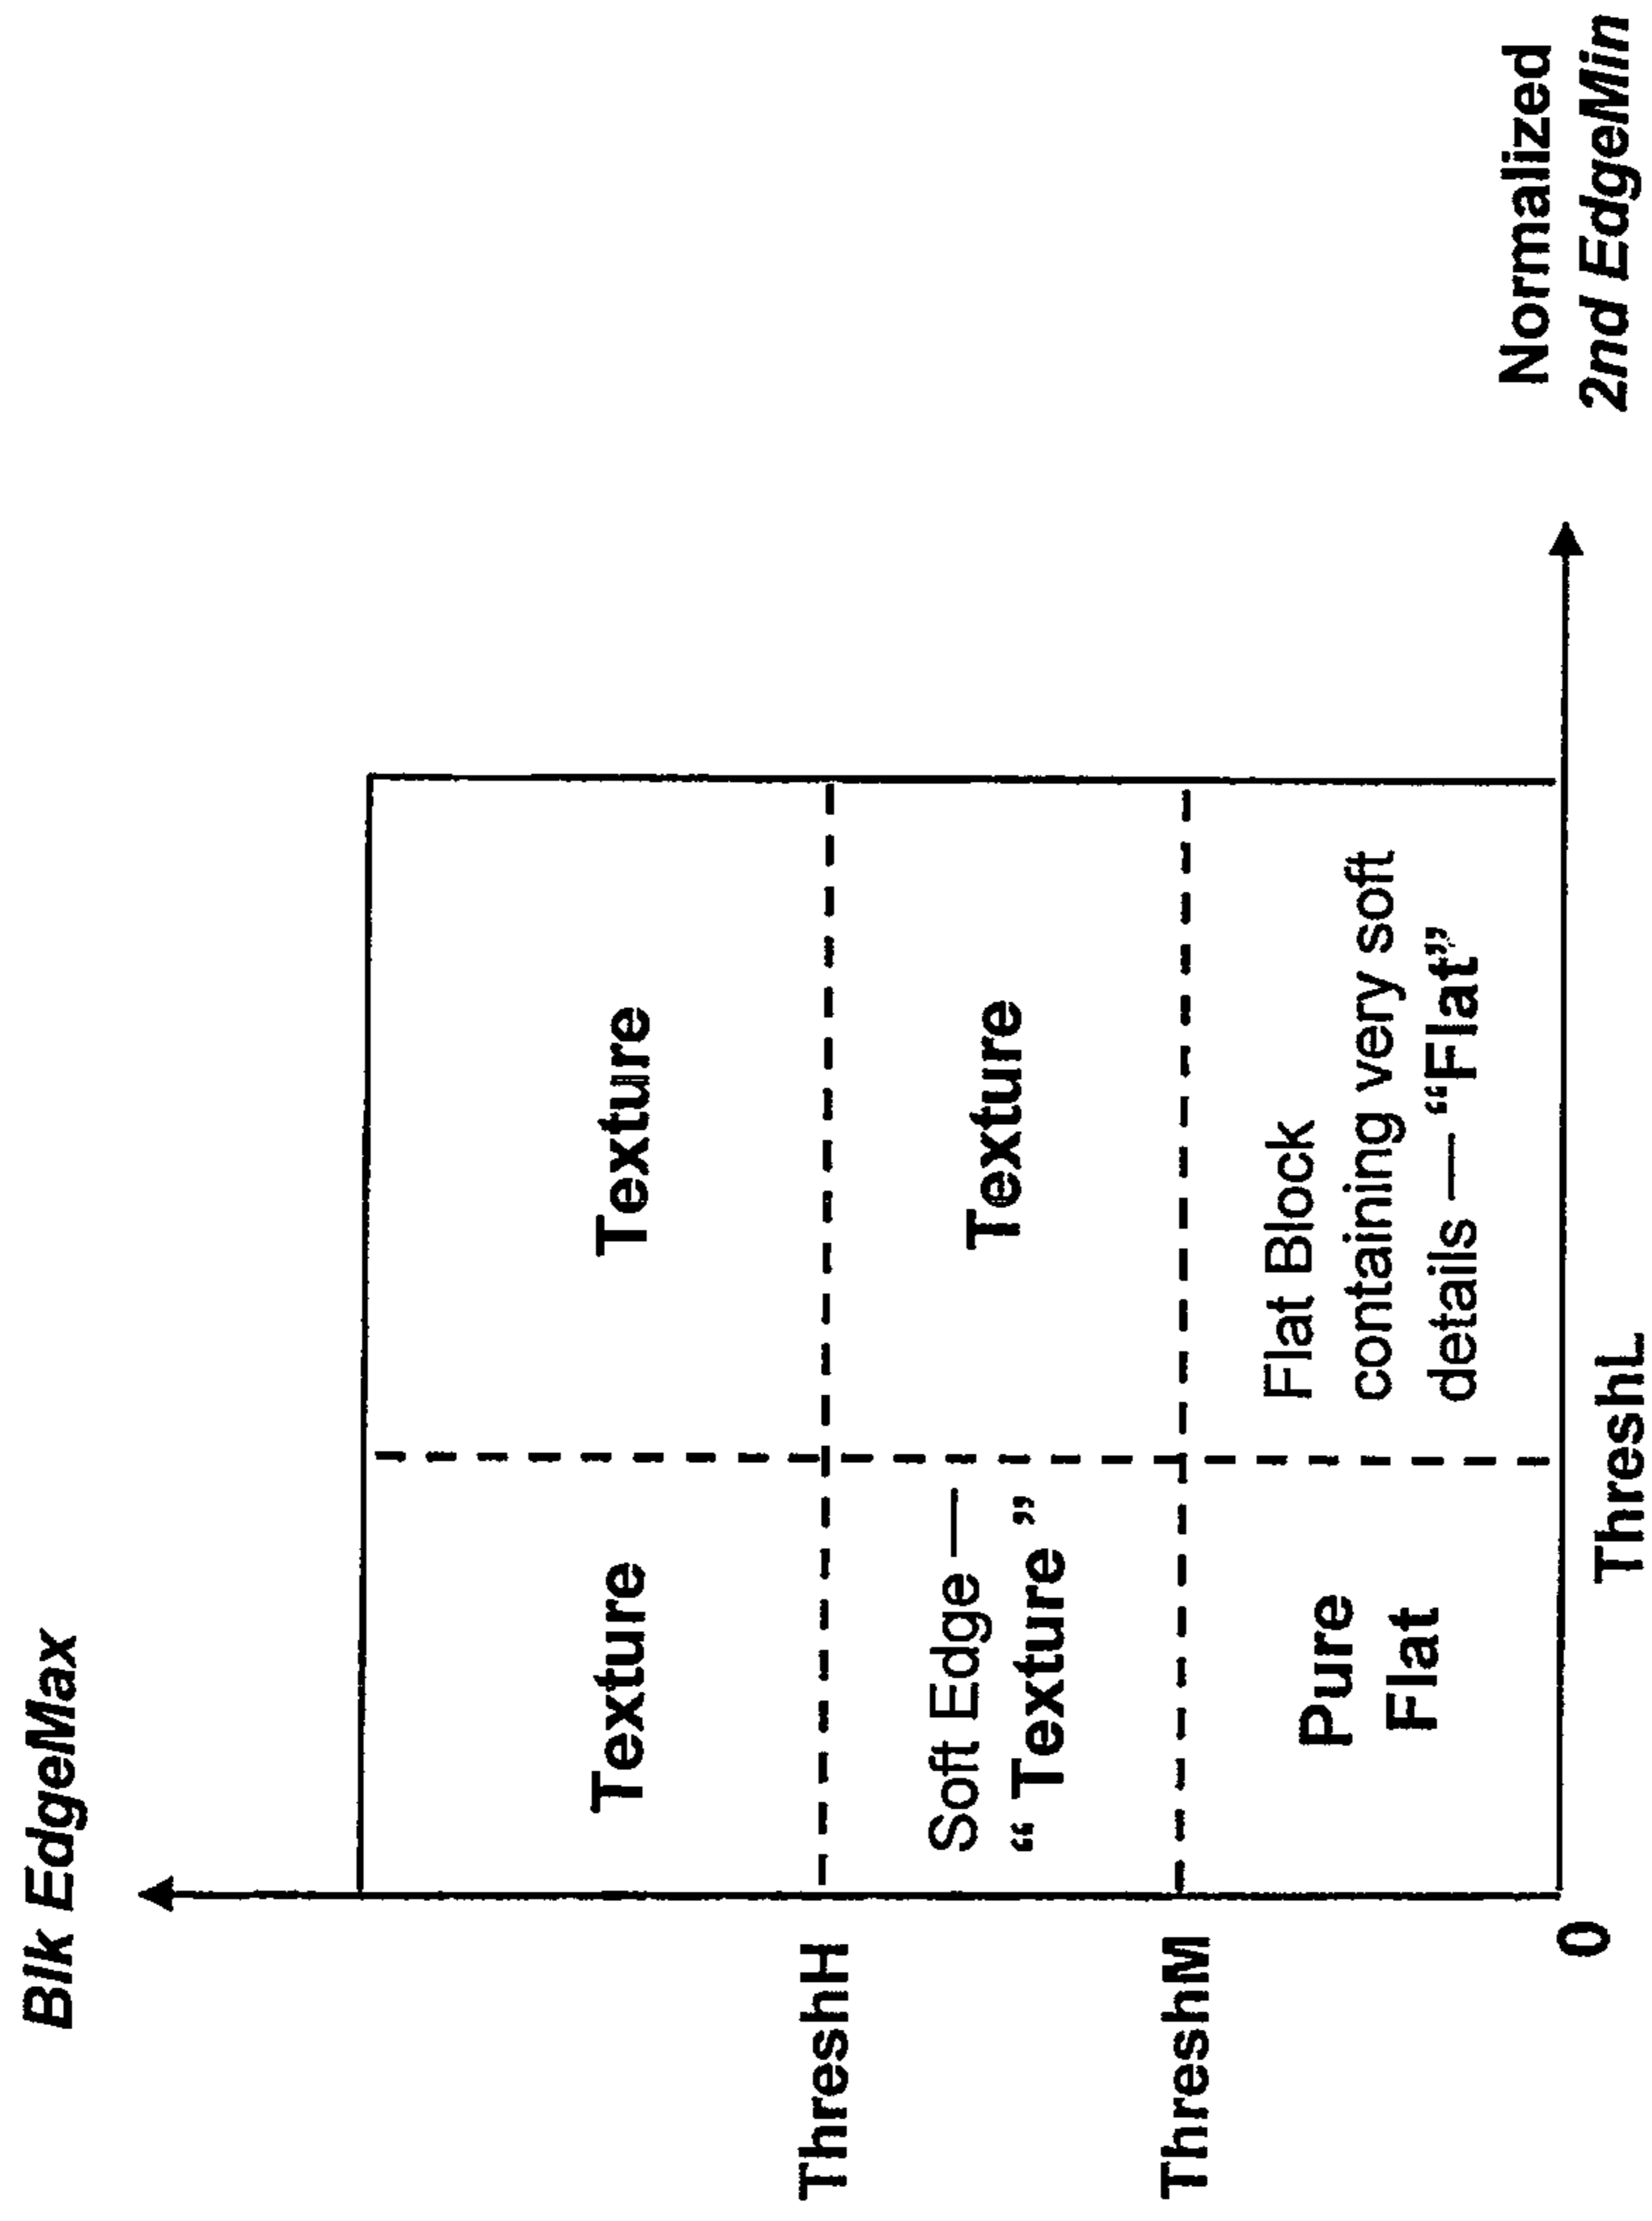 Blk EdgeMax
ThreshH
ThreshM
0
Texture
Texture
Soft Edge —
“ Texture ”
Texture
Pure
Flat
Flat Block
containing very soft
details — “Flat”
ThreshL
Normalized
2nd EdgeMin